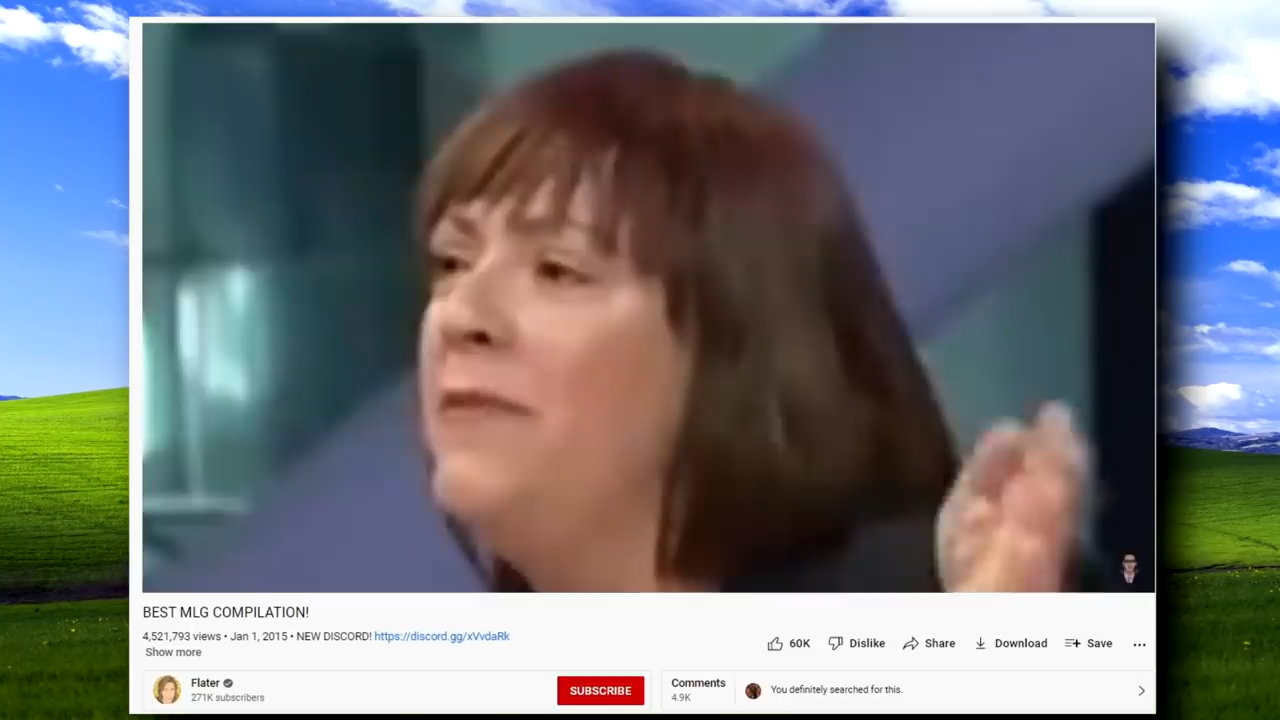 BEST MLG COMPILATION!
4,521,793 views • Jan 1, 2015 • NEW DISCORD! https://discord.gg/xVvdaRk
Show more
60K
Dislike
Share
Download
Save
Flater
271K subscribers
SUBSCRIBE
Comments
4.9K
You definitely searched for this.